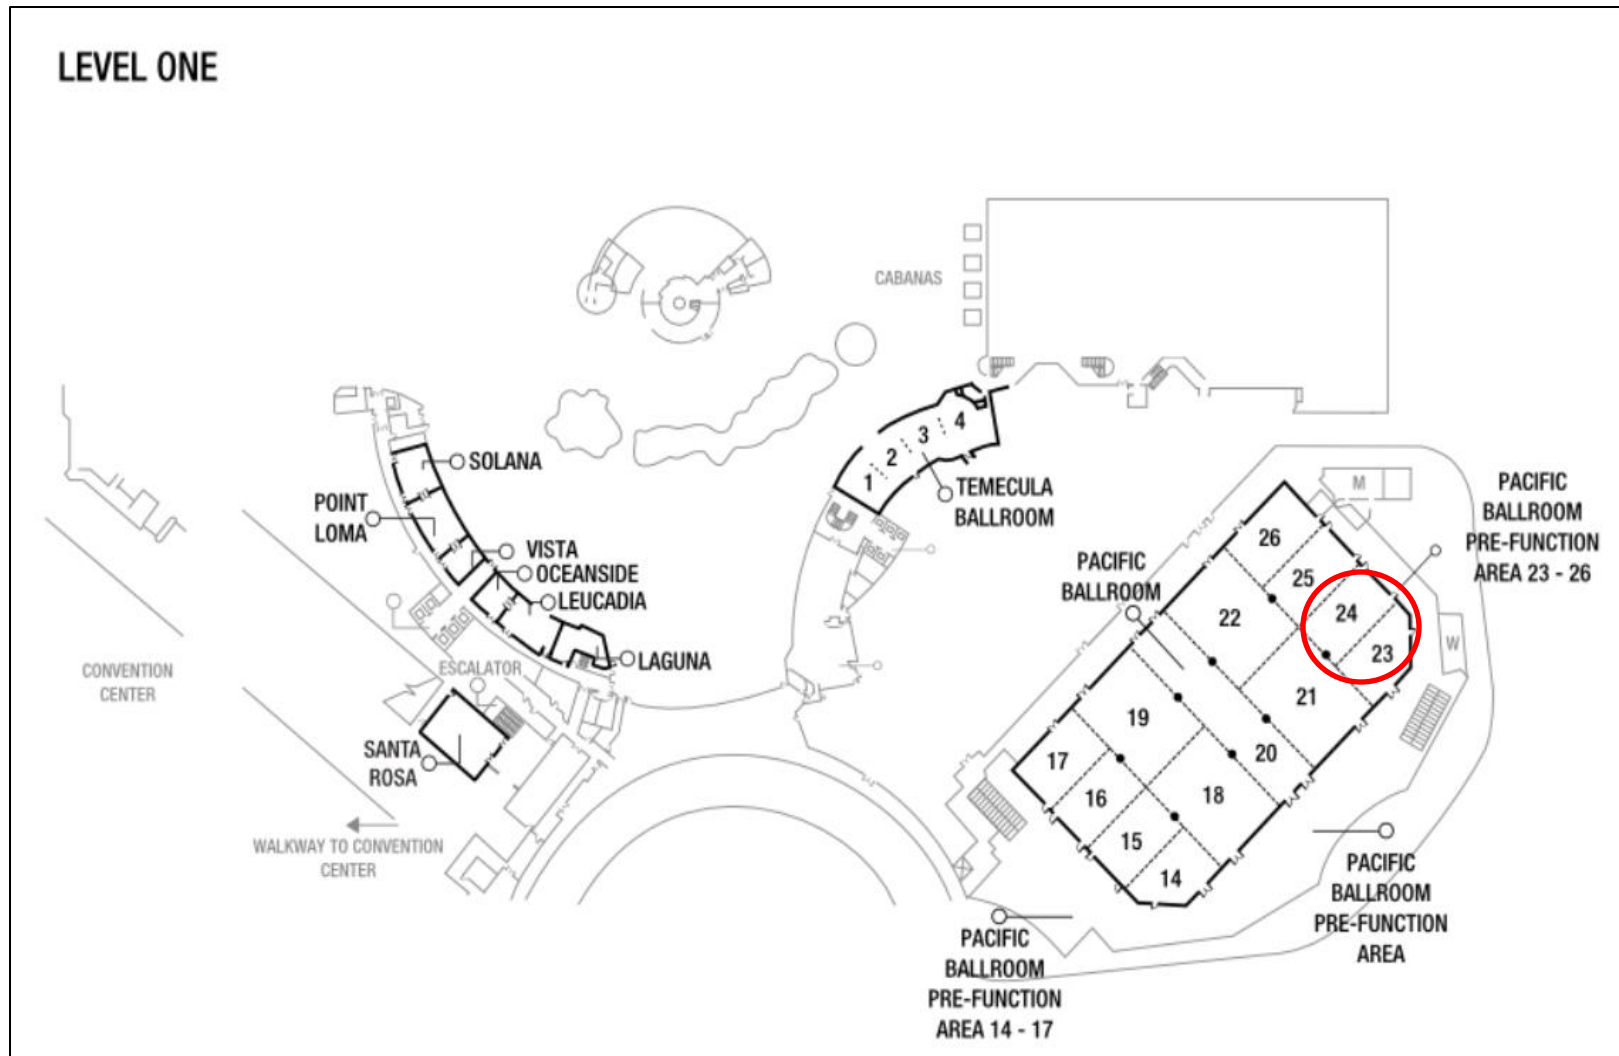 LEVEL ONE
CABANAS
SOLANA
POINT
LOMA
VISTA
OCEANSIDE
LEUCADIA
LAGUNA
ESCALATOR
CONVENTION
CENTER
SANTA
ROSA
WALKWAY TO CONVENTION
CENTER
1
2
3
4
TEMECULA
BALLROOM
M
PACIFIC
BALLROOM
PRE-FUNCTION
AREA 23 - 26
PACIFIC
BALLROOM
26
25
24
23
22
21
W
19
20
17
16
18
15
14
PACIFIC
BALLROOM
PRE-FUNCTION
AREA
PACIFIC
BALLROOM
PRE-FUNCTION
AREA 14 - 17